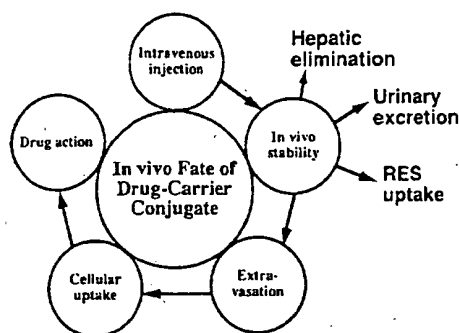 Intravenous
injection
Hepatic
elimination
Urinary
excretion
RES
uptake
In vivo
stability
Extra-
vasation
Cellular
uptake
Drug action
In vivo Fate of
Drug-Carrier
Conjugate